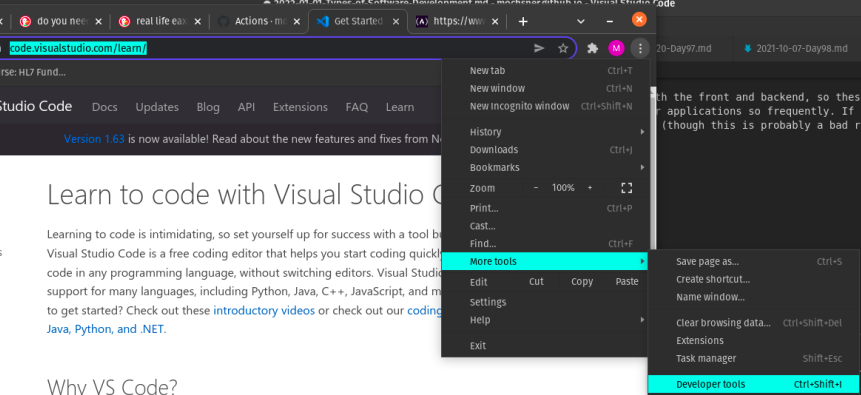 2022-01-01-Types-of-Software-Development.md - mochsner.github.io - Visual Studio Code
do you need
real life exa
Actions · mo
Get Started
https://ww
code.visualstudio.com/learn/
M
20-Day97.md
2021-10-07-Day98.md
rse: HL7 Fund...
th the front and backend, so thes
r applications so frequently. If
(though this is probably a bad r
Studio Code
Docs
Updates
Blog
API
Extensions
FAQ
Learn
Version 1.63 is now available! Read about the new features and fixes from N
Learn to code with Visual Studio C
Learning to code is intimidating, so set yourself up for success with a tool bu
Visual Studio Code is a free coding editor that helps you start coding quickly
code in any programming language, without switching editors. Visual Studio
support for many languages, including Python, Java, C++, JavaScript, and m
to get started? Check out these introductory videos or check out our coding
Java, Python, and .NET.
Why VS Code?
New tab Ctrl+T
New window Ctrl+N
New Incognito window Ctrl+Shift+N
History
Downloads Ctrl+J
Bookmarks
Zoom - 100% +
Print... Ctrl+P
Cast...
Find... Ctrl+F
More tools
Edit Cut Copy Paste
Settings
Help
Exit
Save page as... Ctrl+S
Create shortcut...
Name window...
Clear browsing data... Ctrl+Shift+Del
Extensions
Task manager Shift+Esc
Developer tools Ctrl+Shift+I